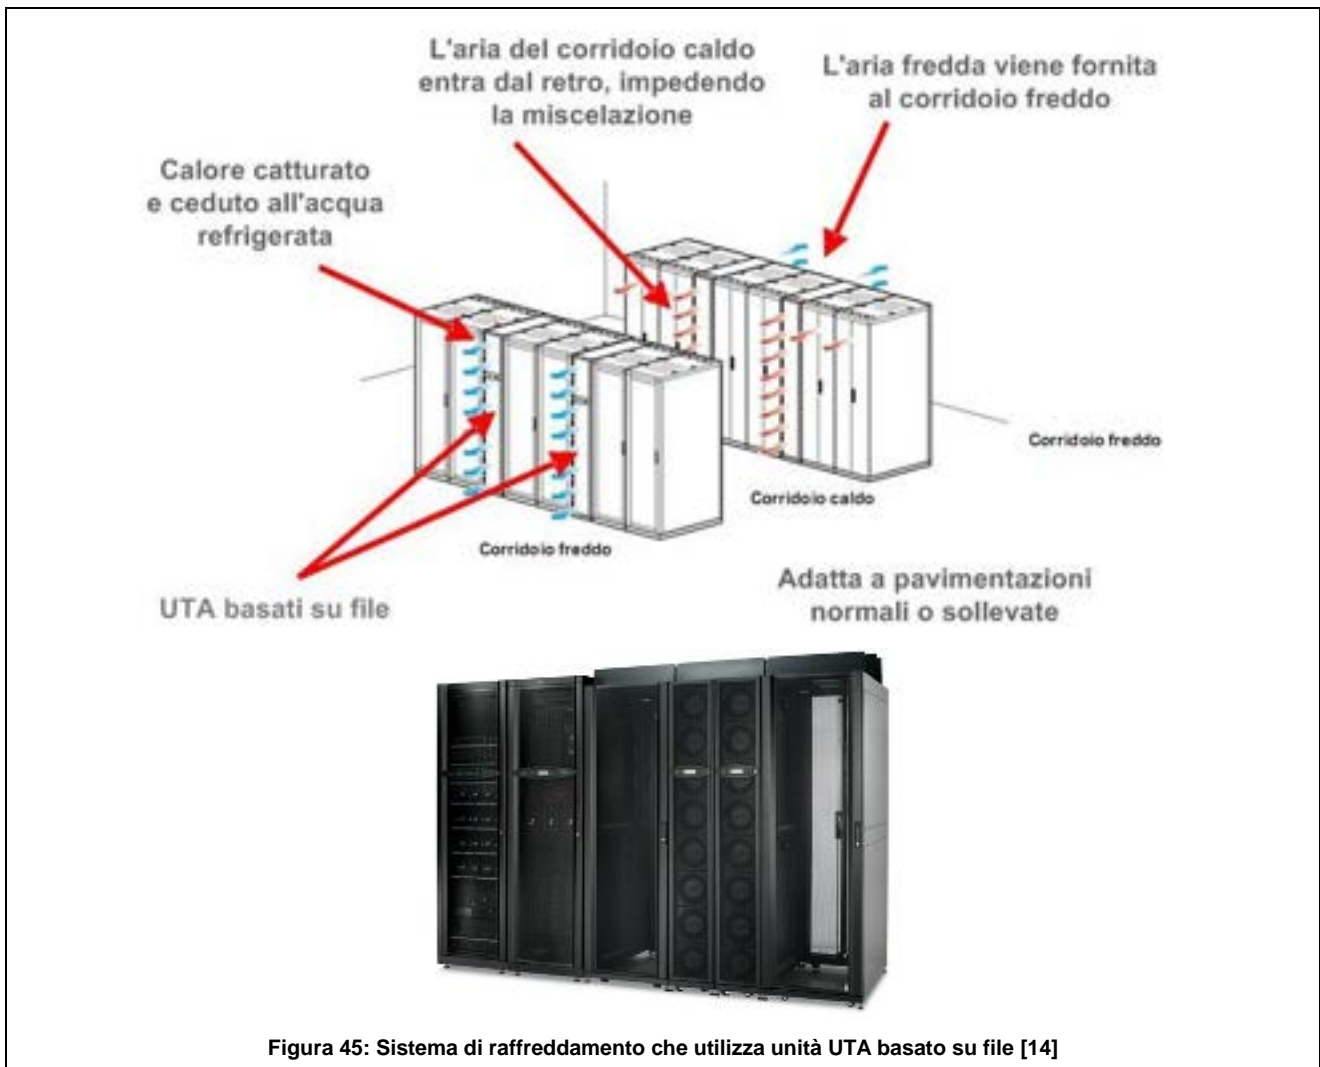 L'aria del corridoio caldo
entra dal retro, impedendo
la miscelazione
L'aria fredda viene fornita
al corridoio freddo
Calore catturato
e ceduto all'acqua
refrigerata
Corridoio freddo
Corridoio caldo
Corridoio freddo
UTA basati su file
Adatta a pavimentazioni
normali o sollevate
Figura 45: Sistema di raffreddamento che utilizza unità UTA basato su file [14]